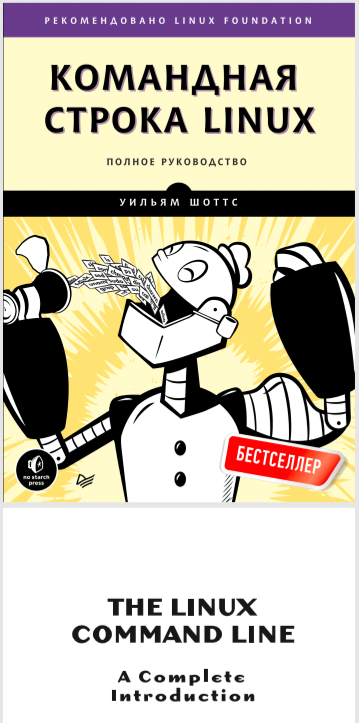 РЕКОМЕНДОВАНО LINUX FOUNDATION
КОМАНДНАЯ
СТРОКА LINUX
ПОЛНОЕ РУКОВОДСТВО
УИЛЬЯМ ШОТТС
no starch
press
БЕСТСЕЛЛЕР
THE LINUX
COMMAND LINE
A Complete
Introduction